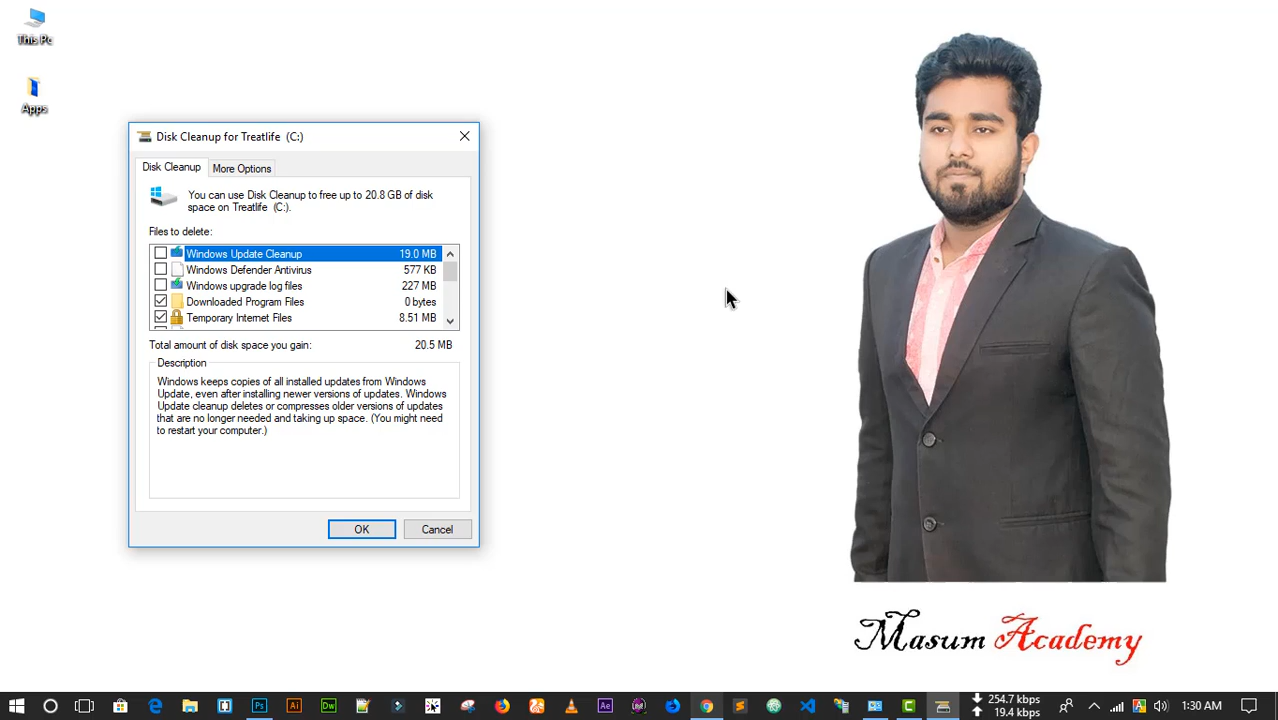 This Pc
Apps
Disk Cleanup for Treatlife (C:)
Disk Cleanup
More Options
You can use Disk Cleanup to free up to 20.8 GB of disk
space on Treatlife (C:).
Files to delete:
Windows Update Cleanup 19.0 MB
Windows Defender Antivirus 577 KB
Windows upgrade log files 227 MB
Downloaded Program Files 0 bytes
Temporary Internet Files 8.51 MB
Total amount of disk space you gain: 20.5 MB
Description
Windows keeps copies of all installed updates from Windows
Update, even after installing newer versions of updates. Windows
Update cleanup deletes or compresses older versions of updates
that are no longer needed and taking up space. (You might need
to restart your computer.)
OK
Cancel
Masum Academy
Ps
Ai
Dw
Ae
254.7 kbps
19.4 kbps
1:30 AM